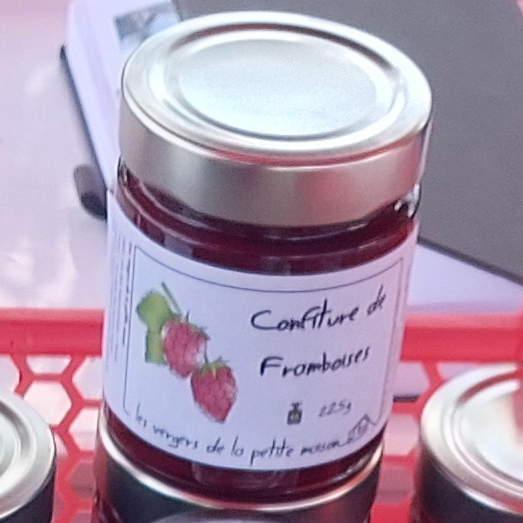 Confiture de
Framboises
225g
les vergers de la petite maison